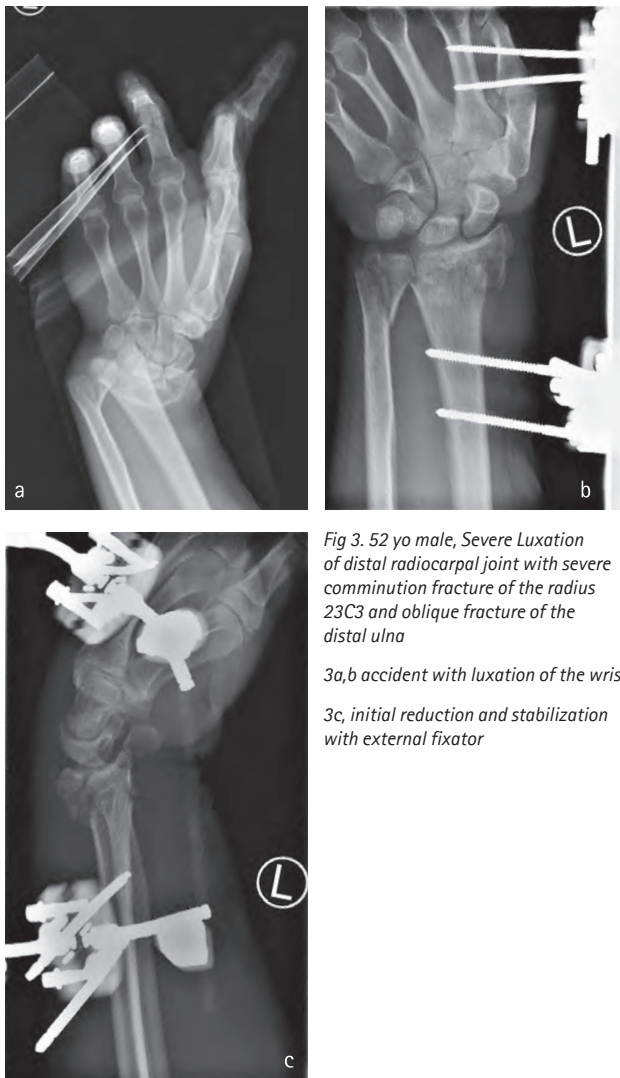 L
a
b
L
c
L
Fig 3. 52 yo male, Severe Luxation
of distal radiocarpal joint with severe
comminution fracture of the radius
23C3 and oblique fracture of the
distal ulna
3a,b accident with luxation of the wris
3c, initial reduction and stabilization
with external fixator